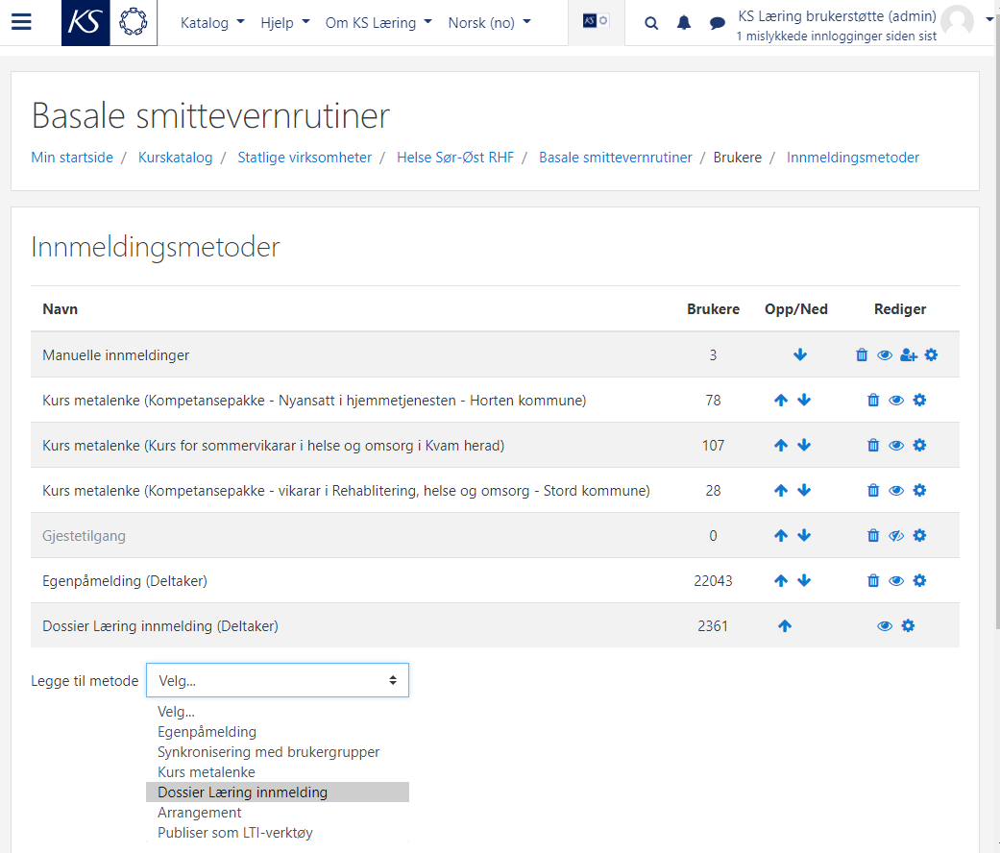 KS Katalog Hjelp Om KS Læring Norsk (no) KS KS Læring brukerstøtte (admin)
1 mislykkede innlogginger siden sist
Basale smittevernrutiner
Min startside / Kurskatalog / Statlige virksomheter / Helse Sør-Øst RHF / Basale smittevernrutiner / Brukere / Innmeldingsmetoder
Innmeldingsmetoder
Navn Brukere Opp/Ned Rediger
Manuelle innmeldinger 3
Kurs metalenke (Kompetansepakke - Nyansatt i hjemmetjenesten - Horten kommune) 78
Kurs metalenke (Kurs for sommervikarar i helse og omsorg i Kvam herad) 107
Kurs metalenke (Kompetansepakke - vikarar i Rehablitering, helse og omsorg - Stord kommune) 28
Gjestetilgang 0
Egenpåmelding (Deltaker) 22043
Dossier Læring innmelding (Deltaker) 2361
Legge til metode Velg...
Velg...
Egenpåmelding
Synkronisering med brukergrupper
Kurs metalenke
Dossier Læring innmelding
Arrangement
Publiser som LTI-verktøy